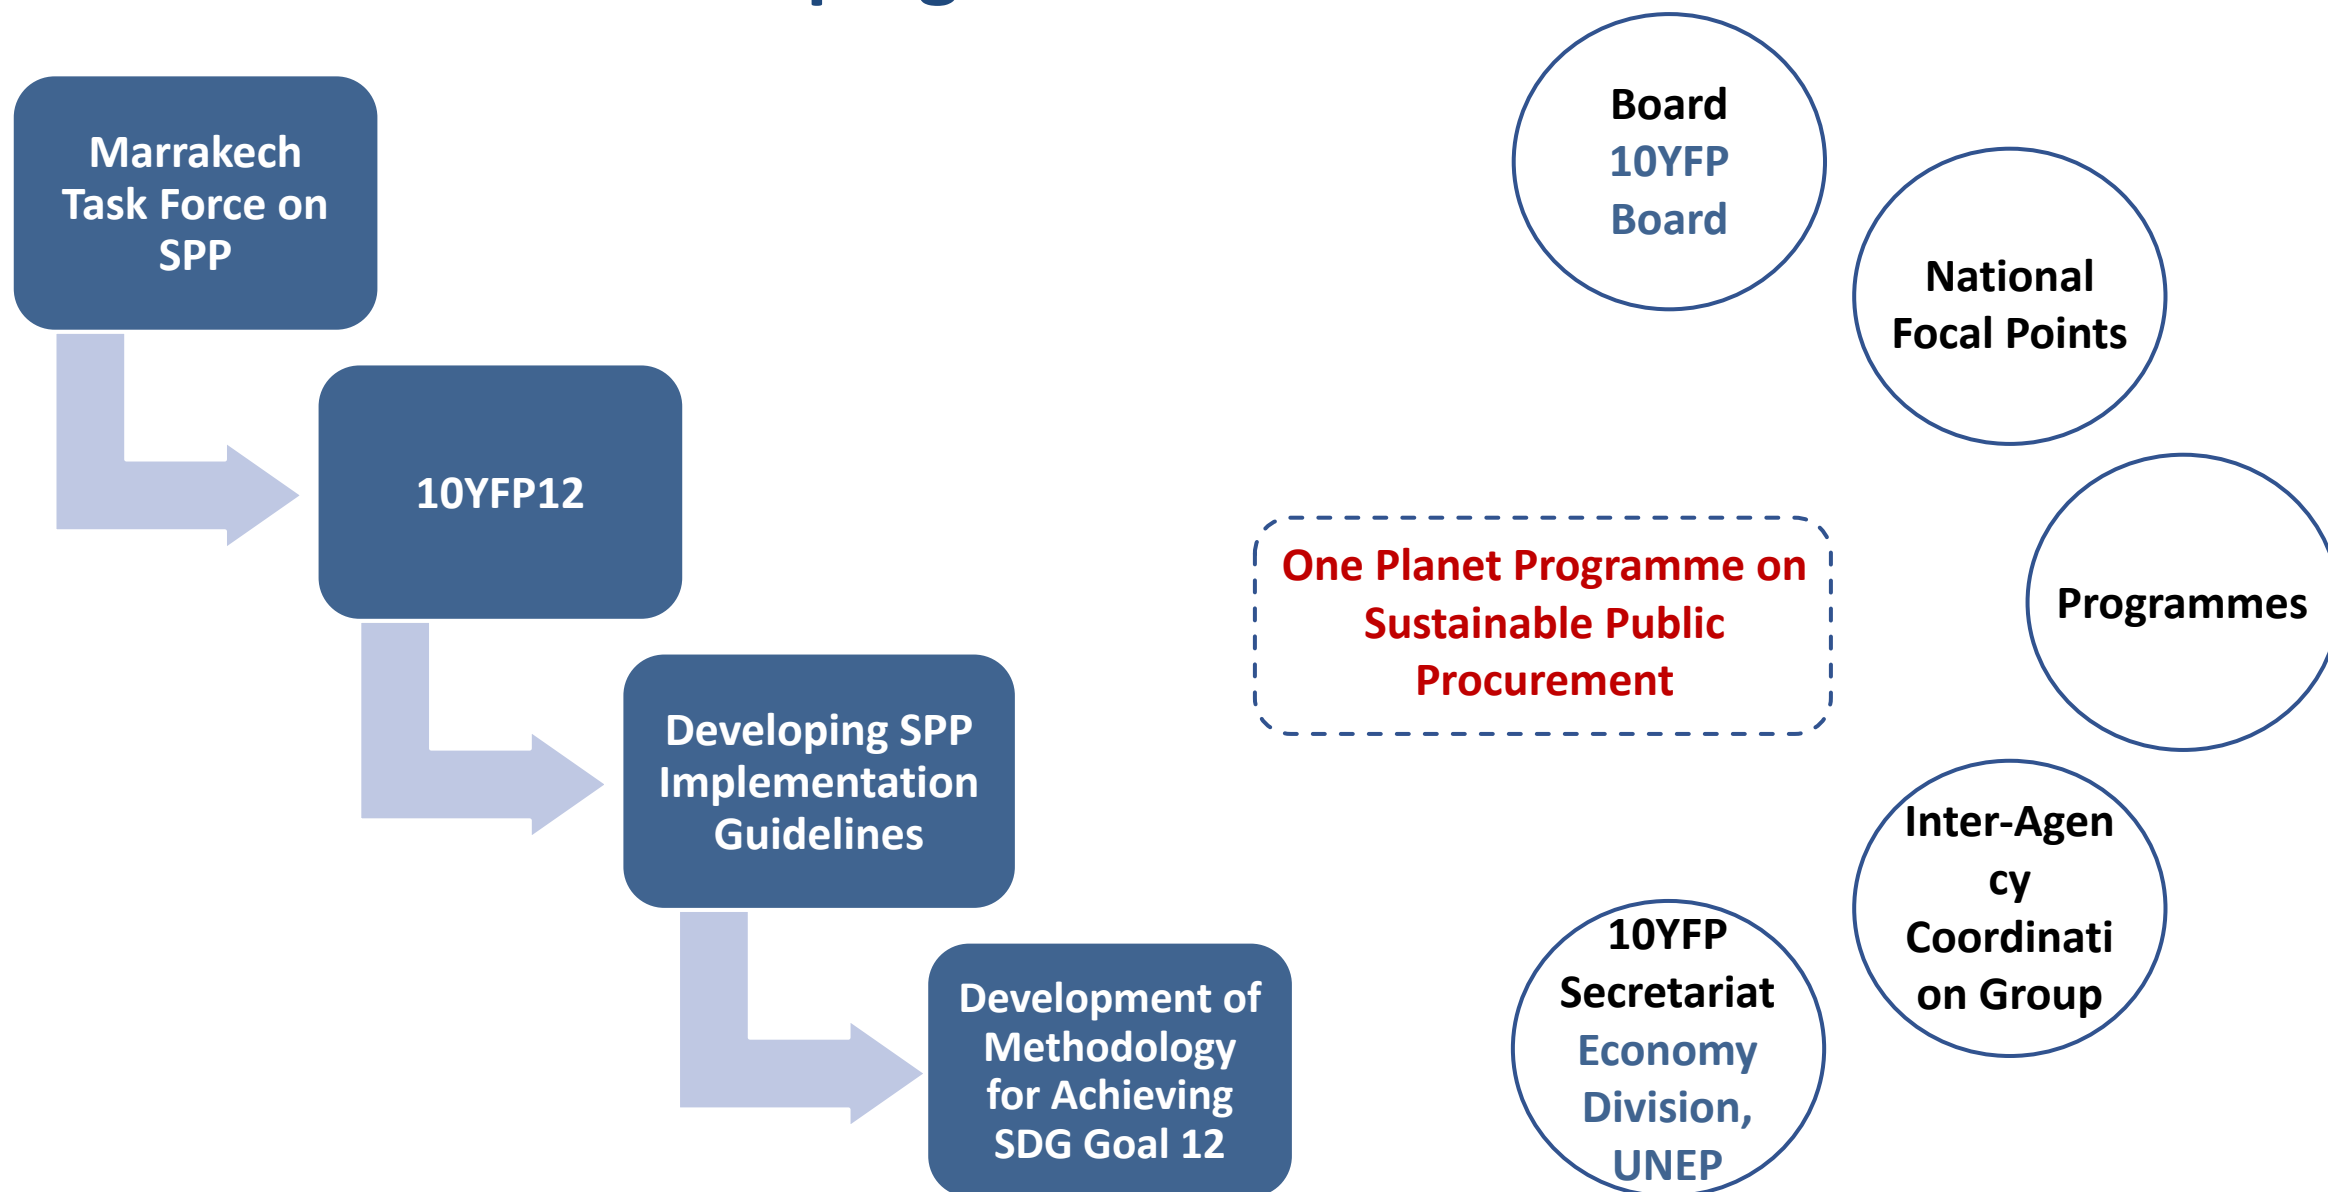 Marrakech
Task Force on
SPP
10YFP12
Developing SPP
Implementation
Guidelines
Development of
Methodology
for Achieving
SDG Goal 12
One Planet Programme on
Sustainable Public
Procurement
Board
10YFP
Board
National
Focal Points
Programmes
Inter-Agen
cy
Coordinati
on Group
10YFP
Secretariat
Economy
Division,
UNEP